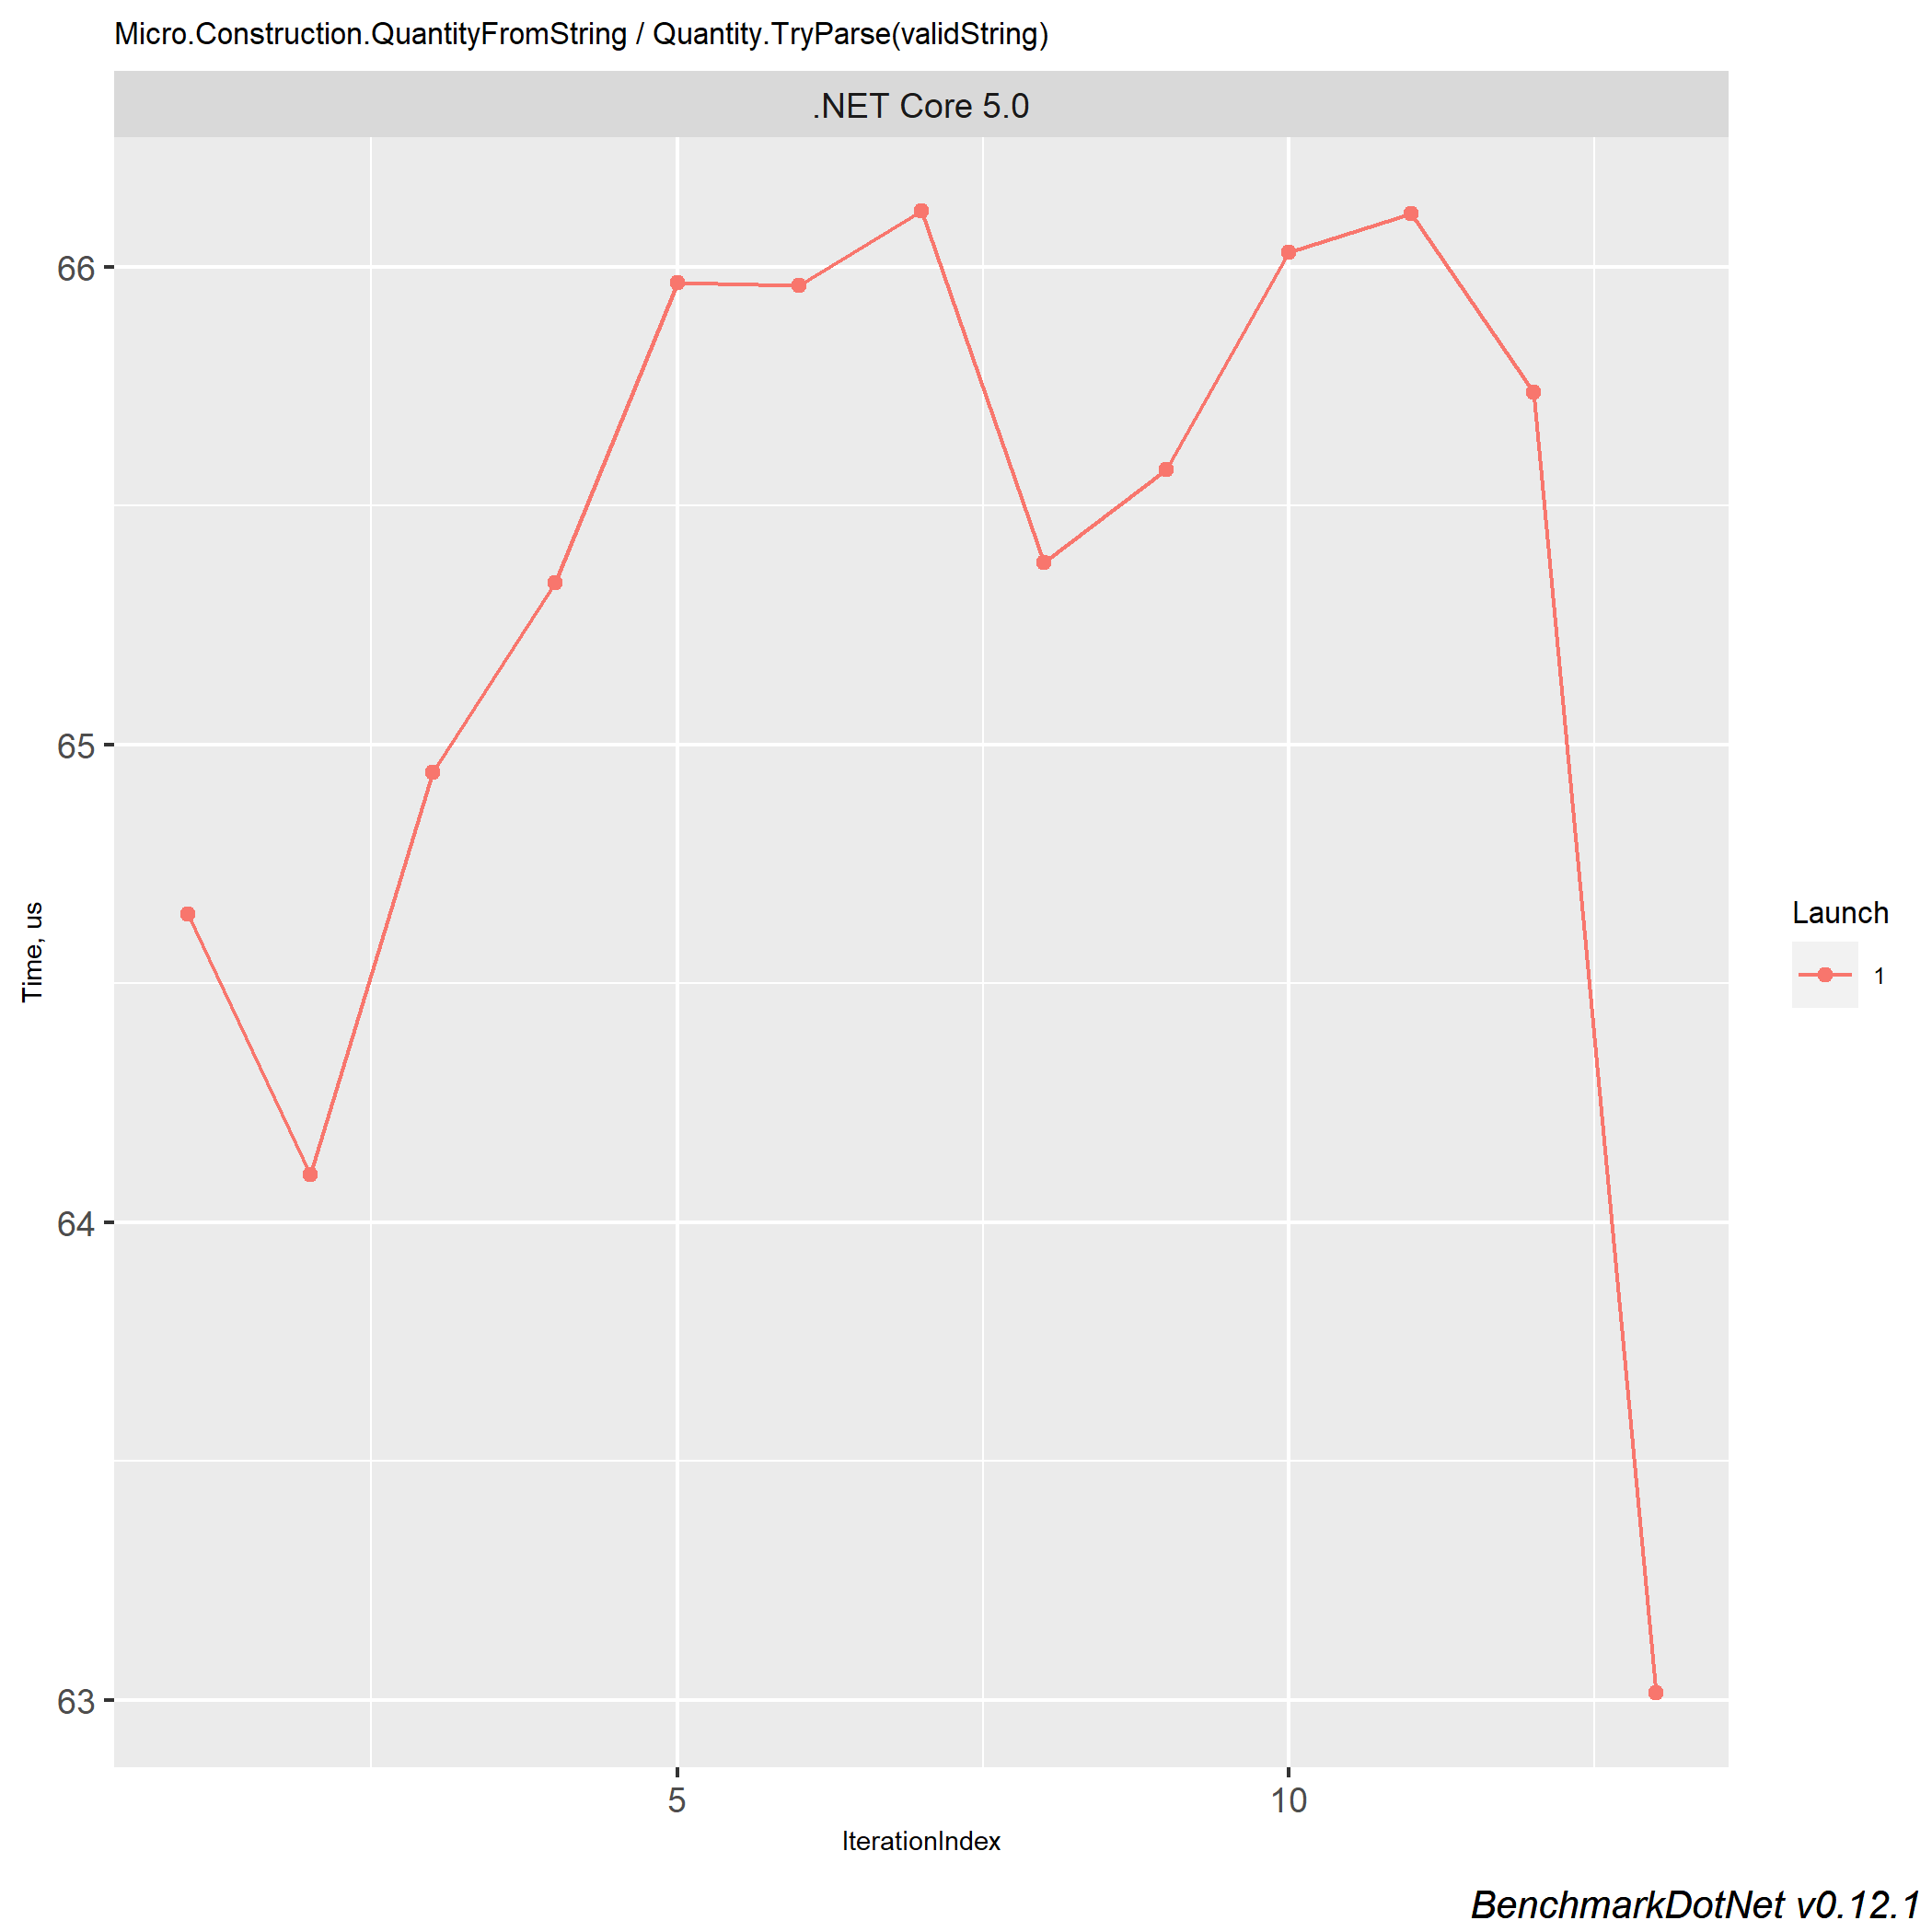 Micro.Construction.QuantityFromString / Quantity.TryParse(validString)
.NET Core 5.0
66
65
64
63
Time, us
5 10
IterationIndex
Launch
1
BenchmarkDotNet v0.12.1